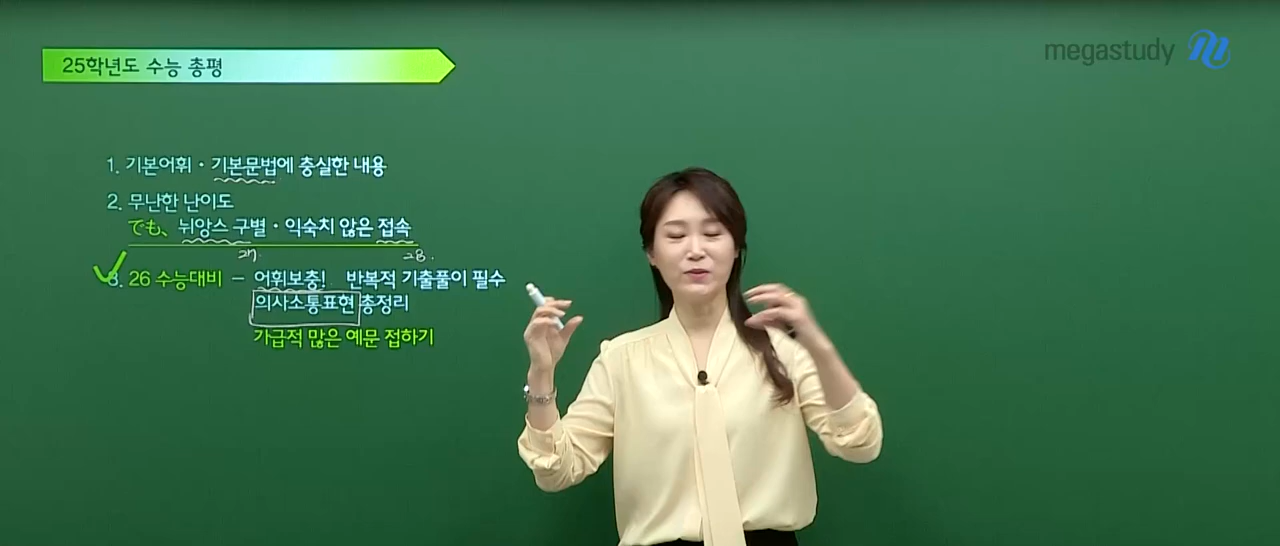 25학년도 수능 총평
megastudy
1. 기본어휘 · 기본문법에 충실한 내용
2. 무난한 난이도
でも、 뉘앙스 구별 · 익숙치 않은 접속
27. 28.
3. 26 수능대비 – 어휘보충! 반복적 기출풀이 필수
의사소통표현 총정리
가급적 많은 예문 접하기